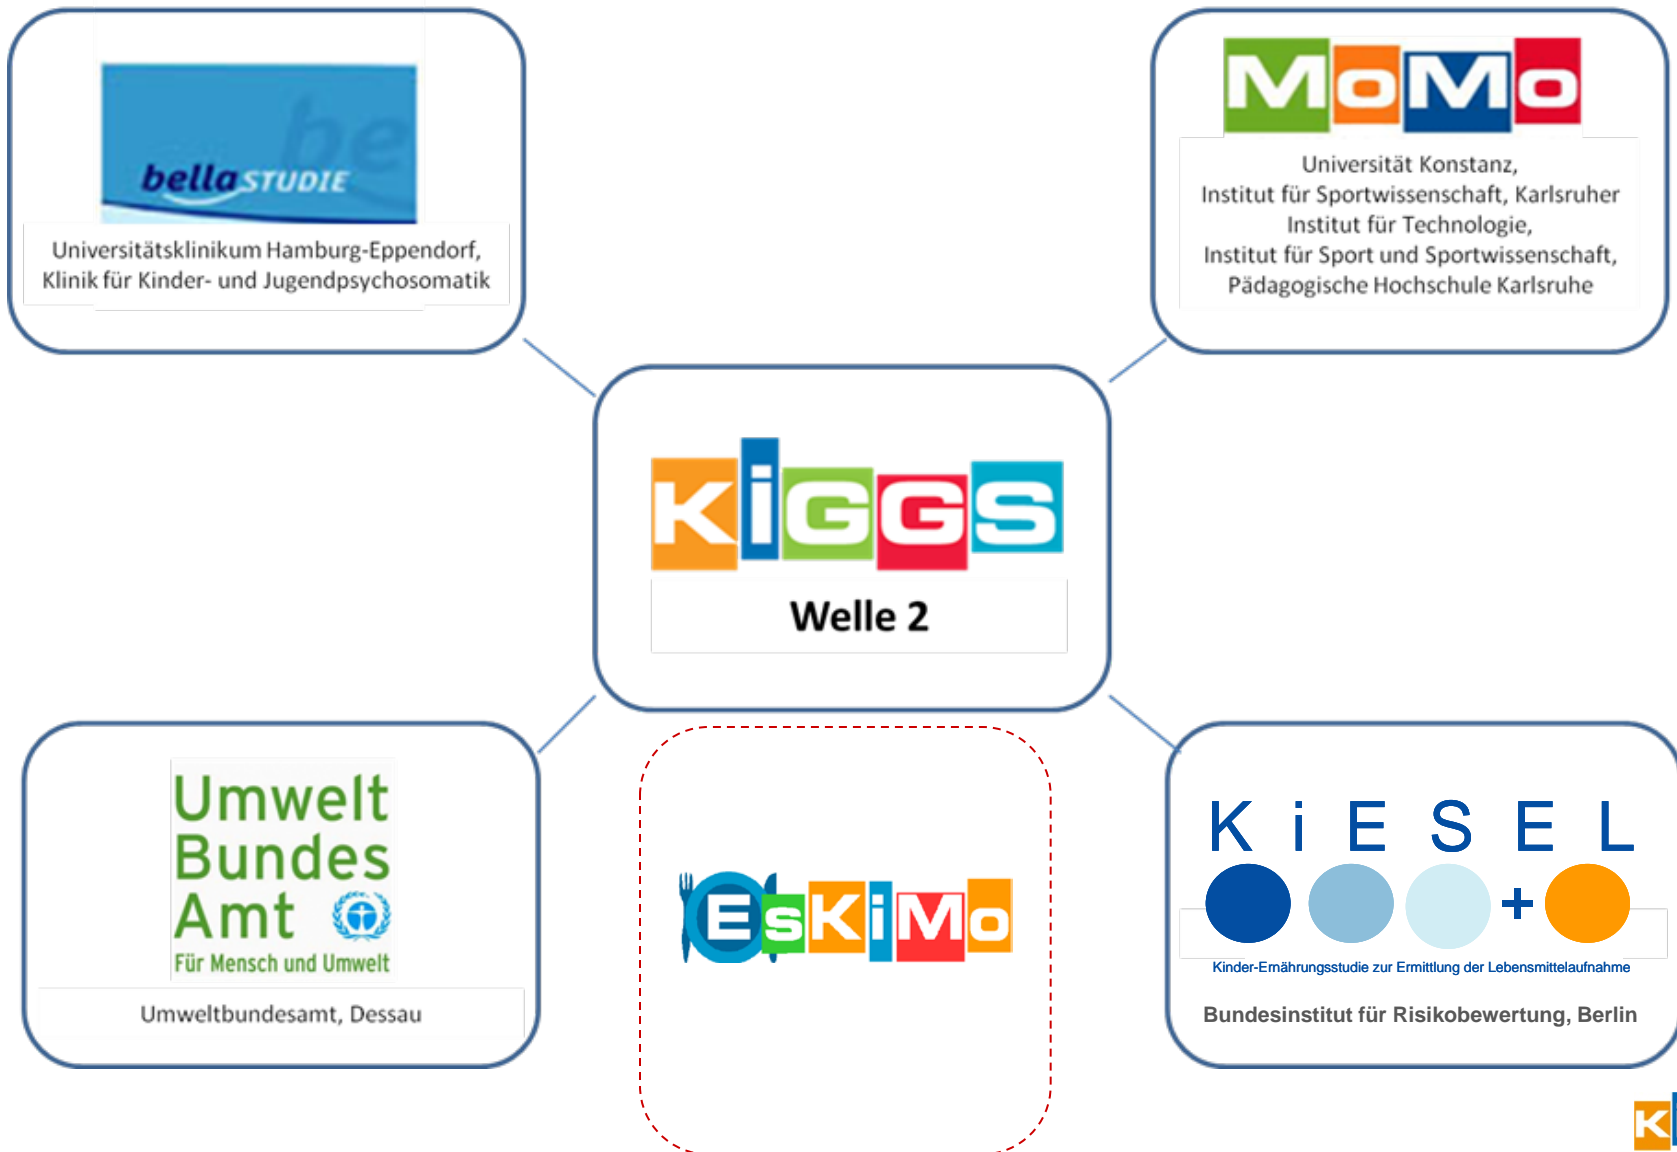 be
bella STUDIE
Universitätsklinikum Hamburg-Eppendorf,
Klinik für Kinder- und Jugendpsychosomatik
MoMo
Universität Konstanz,
Institut für Sportwissenschaft, Karlsruher
Institut für Technologie,
Institut für Sport und Sportwissenschaft,
Pädagogische Hochschule Karlsruhe
KiGGS
Welle 2
Umwelt
Bundes
Amt
Für Mensch und Umwelt
Umweltbundesamt, Dessau
EsKiMo
KiESEL
+
Kinder-Ernährungsstudie zur Ermittlung der Lebensmittelaufnahme
Bundesinstitut für Risikobewertung, Berlin
K